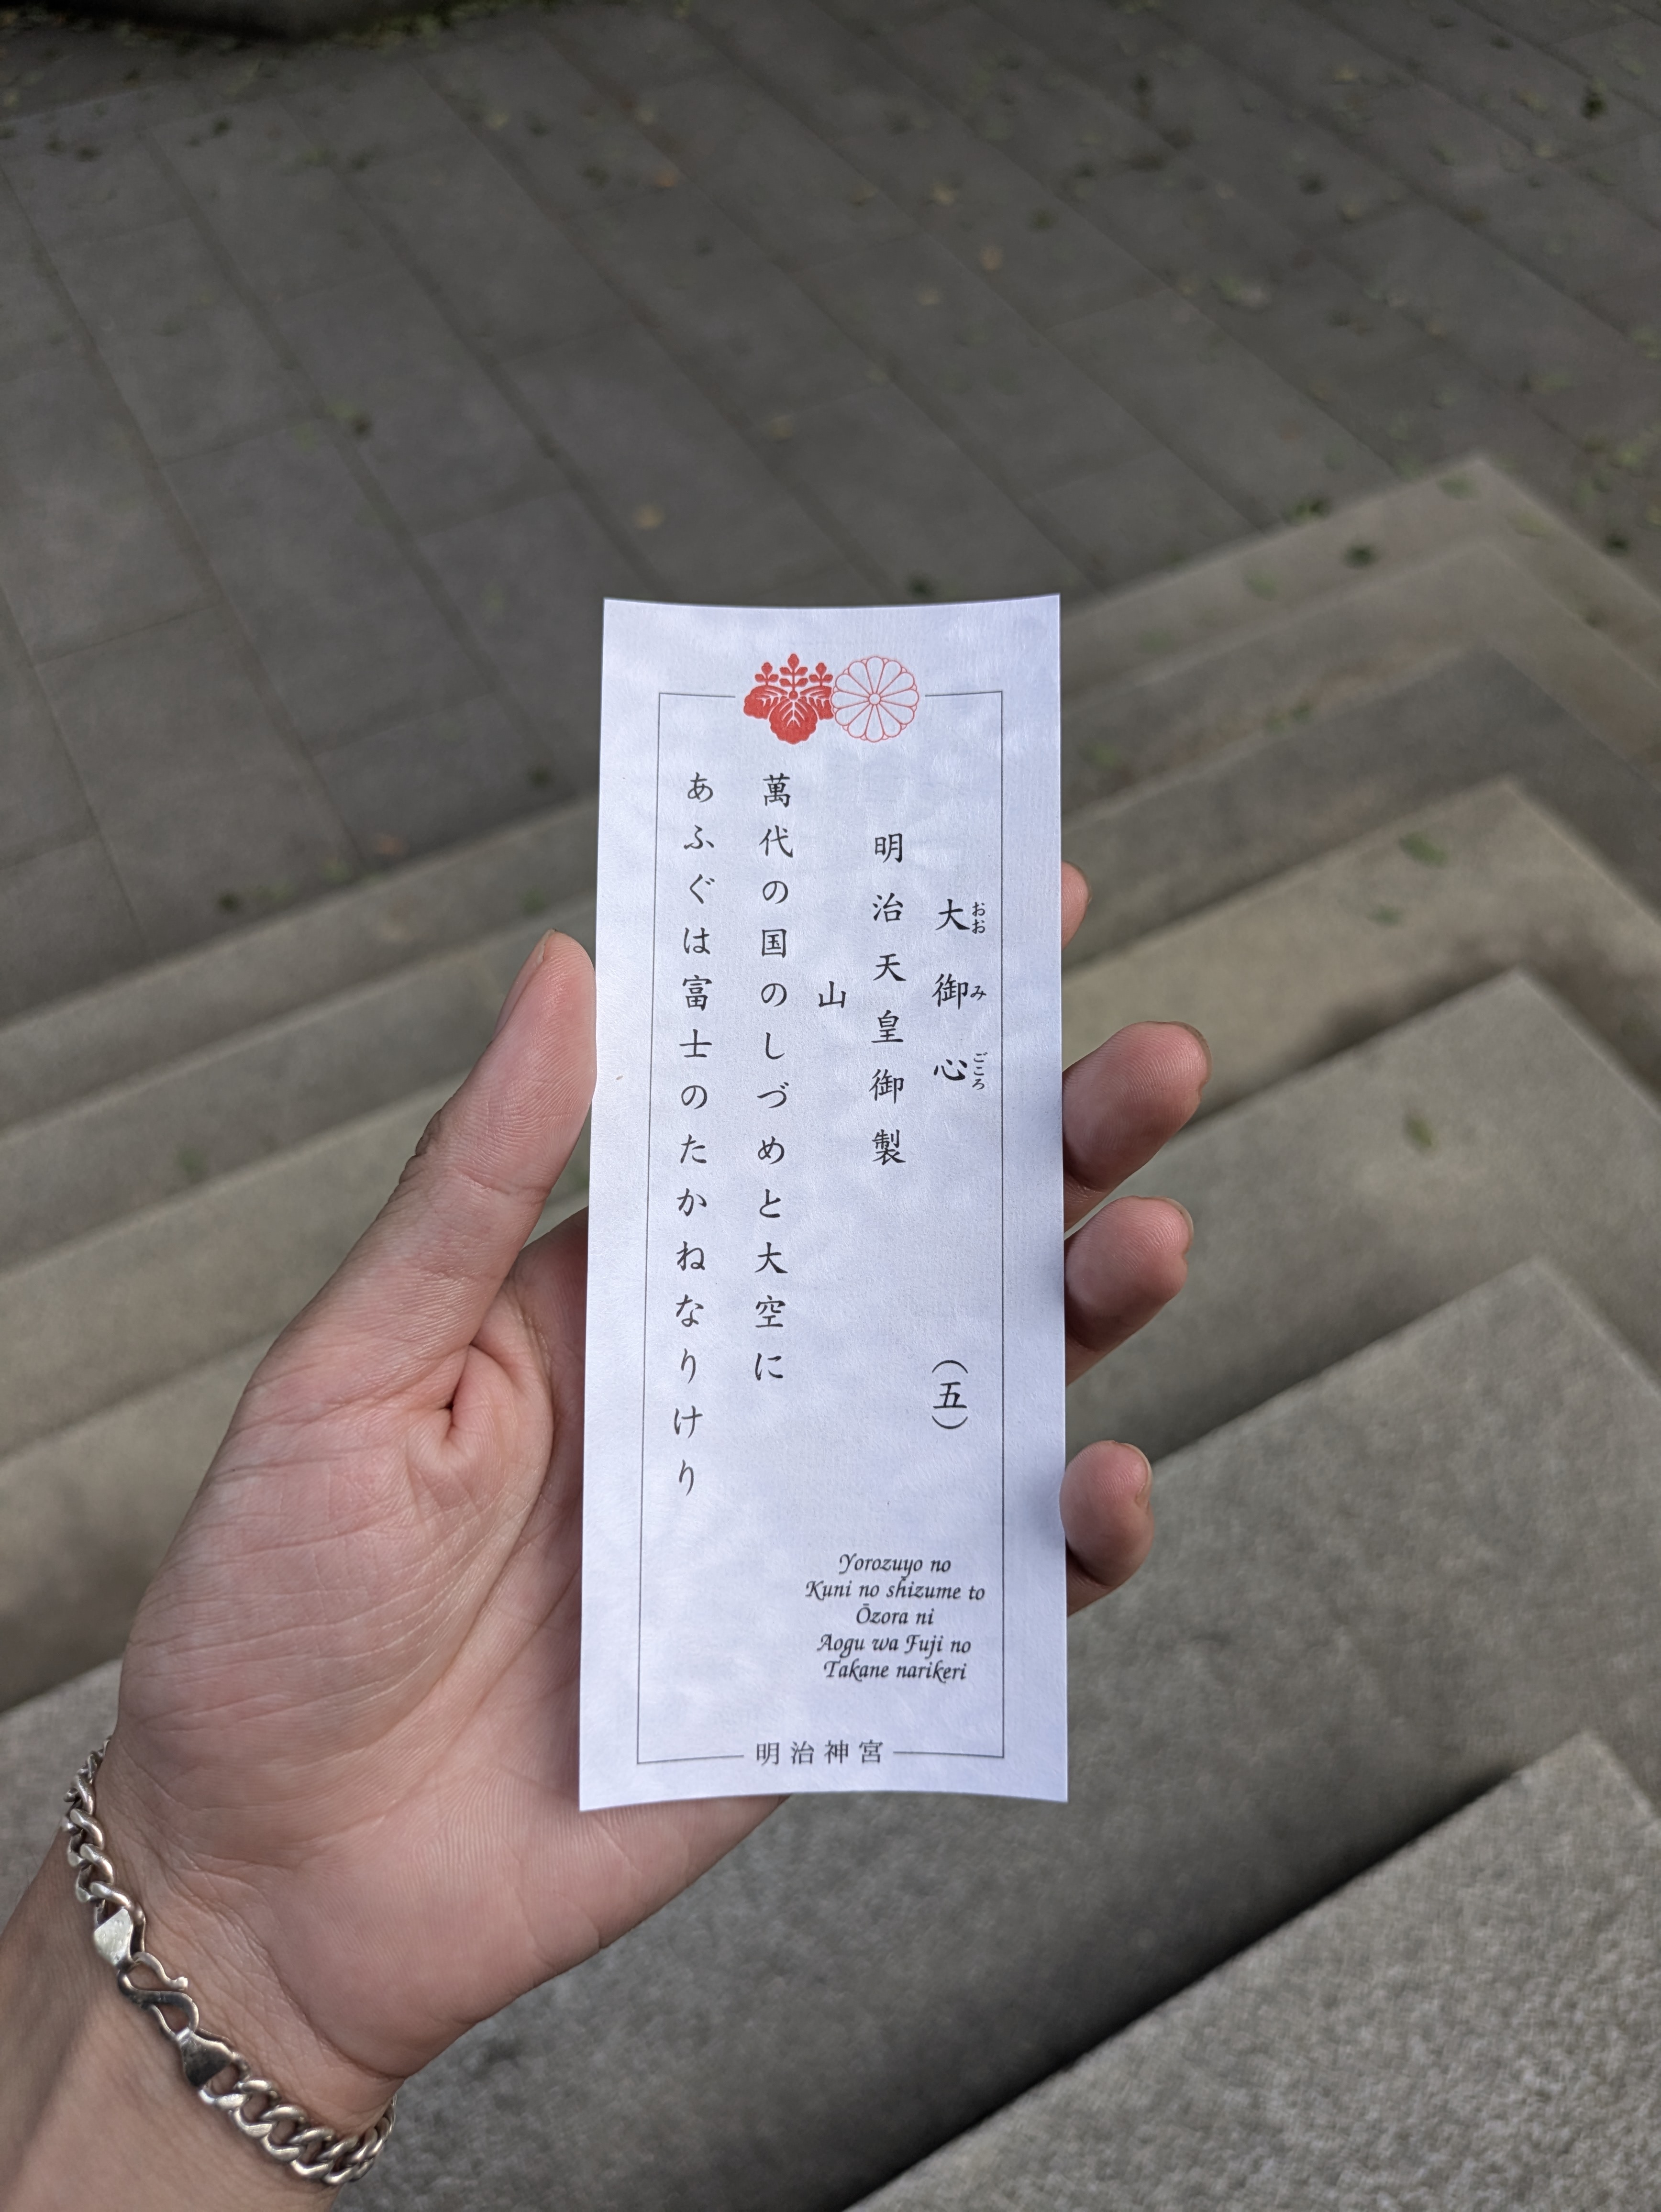 大御心 (五)
おおみごころ
明治天皇御製
山
萬代の国のしづめと大空に
あふぐは富士のたかねなりけり
Yorozuyo no
Kuni no shizume to
Ōzora ni
Aogu wa Fuji no
Takane narikeri
明治神宮